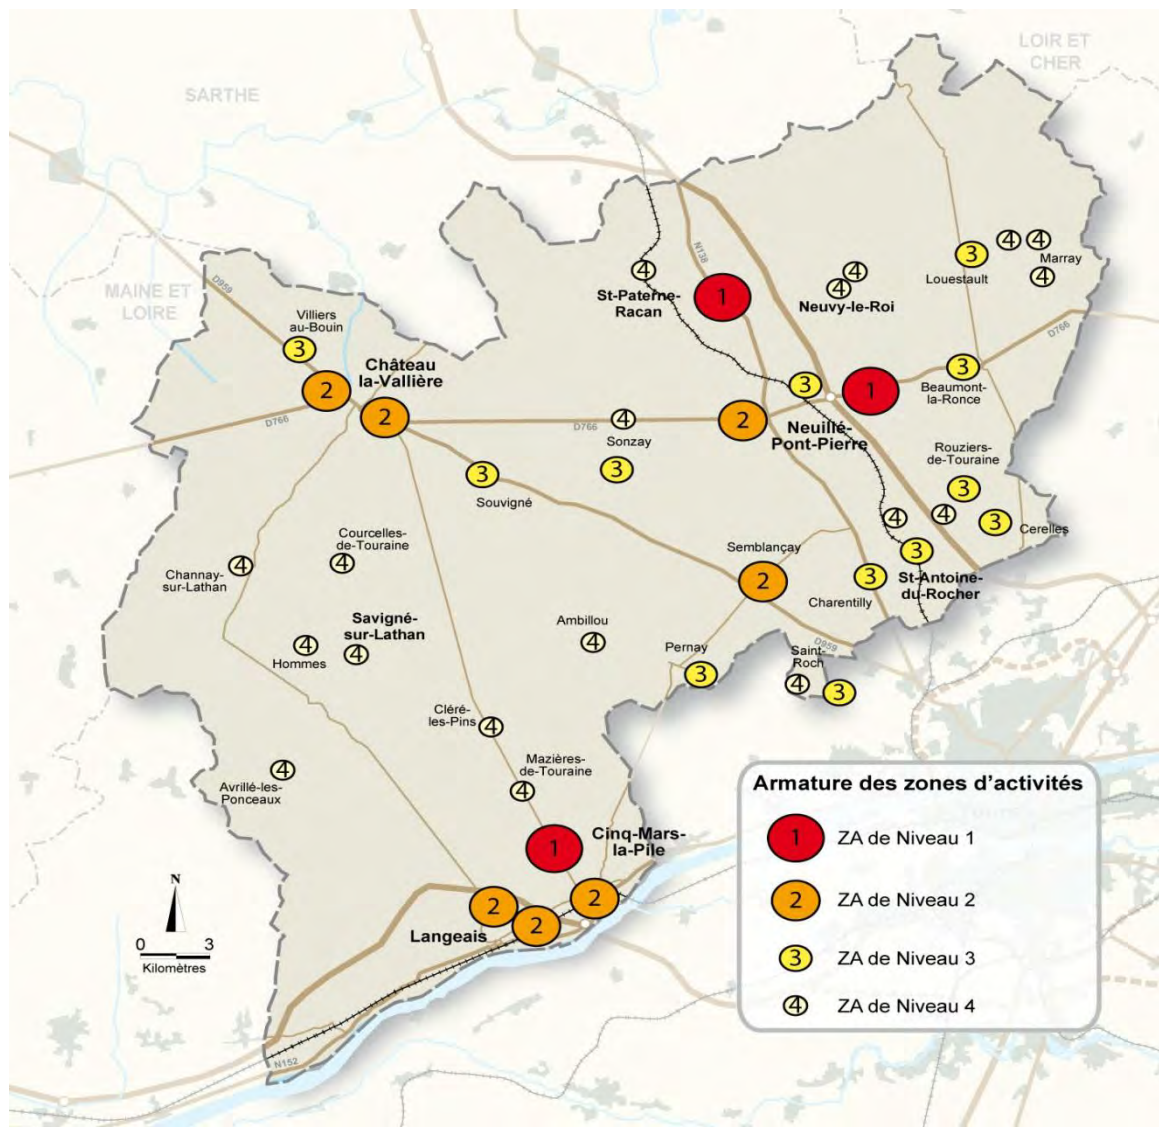 LOIR ET
CHER
SARTHE
MAINE ET
LOIRE
D959
N138
4
4
3
4
Marray
Louestault
4
4
4
St-Paterne-
Racan
1
4
Neuvy-le-Roi
D766
Villiers
au-Bouin
3
Château
la-Vallière
2
2
D766
3
1
3
Beaumont-
la-Ronce
4
D766
Sonzay
2
Neuillé-
Pont-Pierre
3
Souvigné
3
Rouziers-
de-Touraine
3
4
4
3
Cerelles
Courcelles-
de-Touraine
4
Channay-
sur-Lathan
4
Semblançay
2
3
St-Antoine-
du-Rocher
3
Charentilly
Savigné-
sur-Lathan
4
4
Hommes
Ambillou
4
Pernay
3
D959
Saint-
Roch
4
3
Cléré-
les-Pins
4
Avrillé-les-
Ponceaux
4
Mazières-
de-Touraine
4
Cinq-Mars-
la-Pile
1
2
2
2
Langeais
N152
N
0 3
Kilomètres
Armature des zones d'activités
1 ZA de Niveau 1
2 ZA de Niveau 2
3 ZA de Niveau 3
4 ZA de Niveau 4